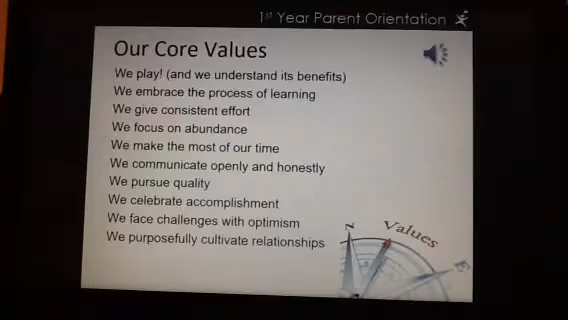 1st Year Parent Orientation
Our Core Values
We play! (and we understand its benefits)
We embrace the process of learning
We give consistent effort
We focus on abundance
We make the most of our time
We communicate openly and honestly
We pursue quality
We celebrate accomplishment
We face challenges with optimism
We purposefully cultivate relationships
Values
N
E